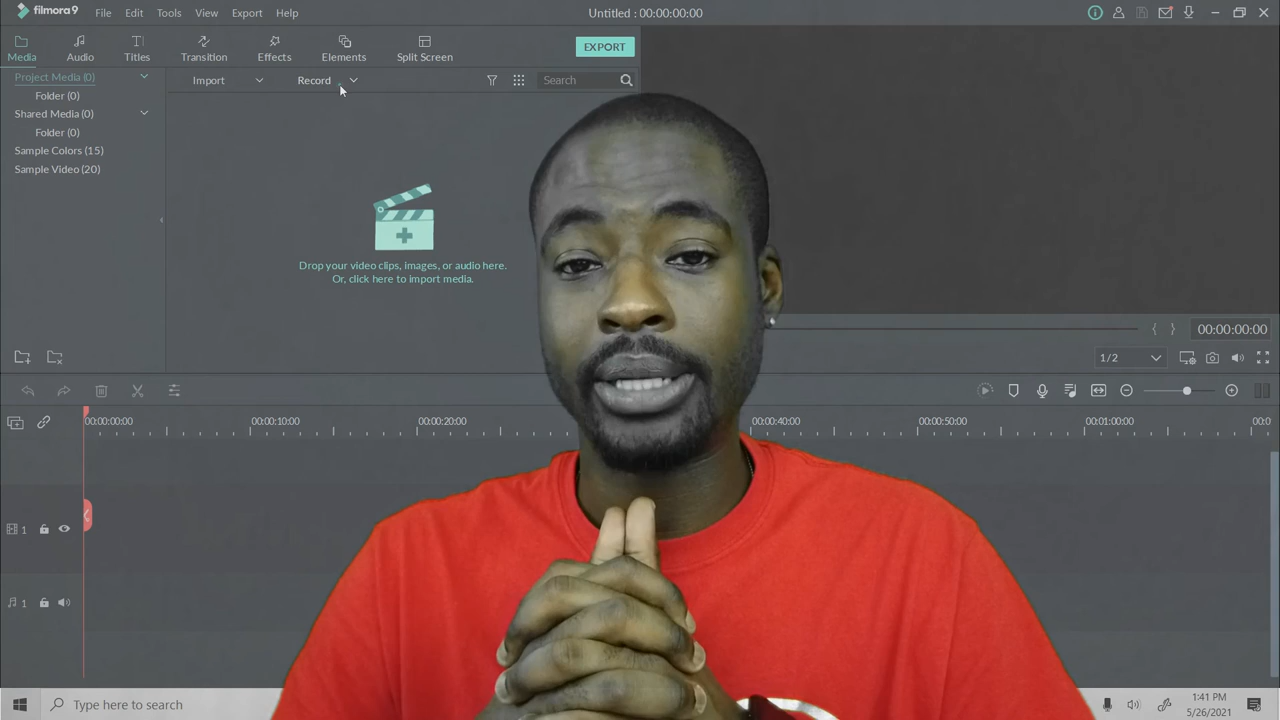 filmora9 File Edit Tools View Export Help Untitled : 00:00:00:00
Media Audio Titles Transition Effects Elements Split Screen EXPORT
Project Media (0) Import Record Search
Folder (0)
Shared Media (0)
Folder (0)
Sample Colors (15)
Sample Video (20)
Drop your video clips, images, or audio here.
Or, click here to import media.
{ } 00:00:00:00
1/2
00:00:00:00 00:00:10:00 00:00:20:00 00:00:40:00 00:00:50:00 00:01:00:00 00:0
1
1
Type here to search 1:41 PM
5/26/2021